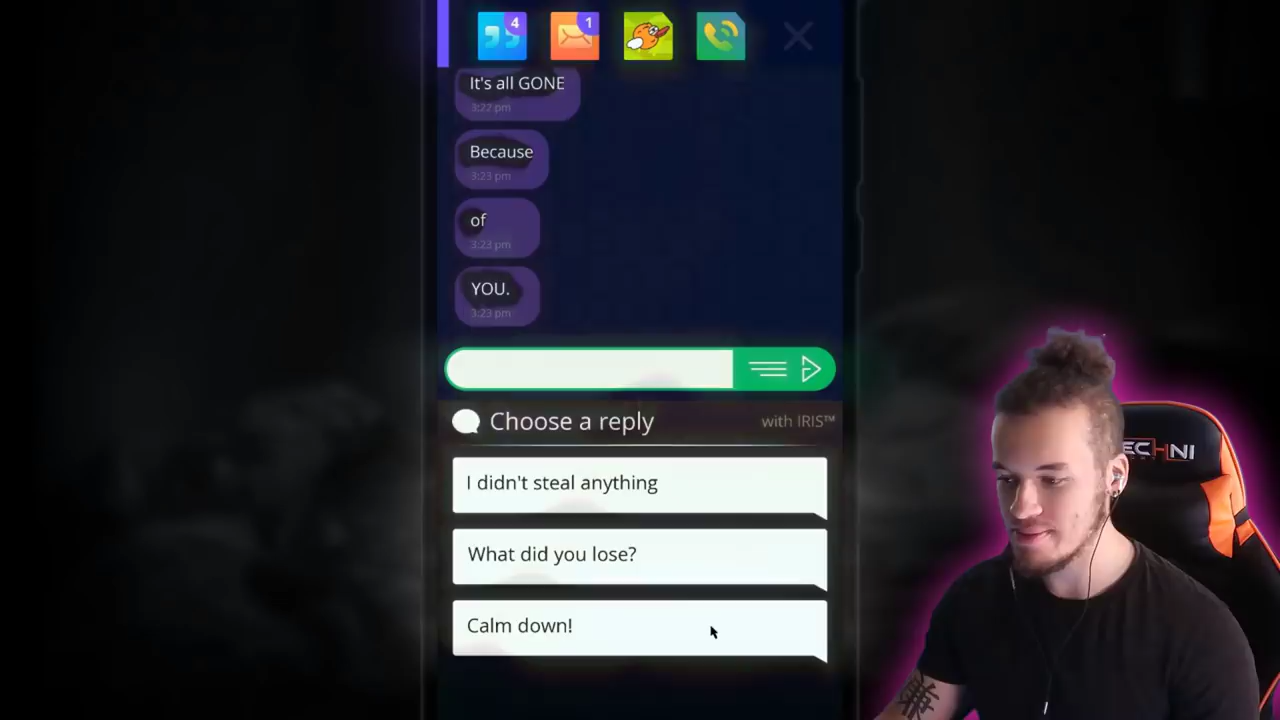 4
1
It's all GONE
3:22 pm
Because
3:23 pm
of
3:23 pm
YOU.
3:23 pm
Choose a reply
with IRIS™
I didn't steal anything
What did you lose?
Calm down!
ECHNI